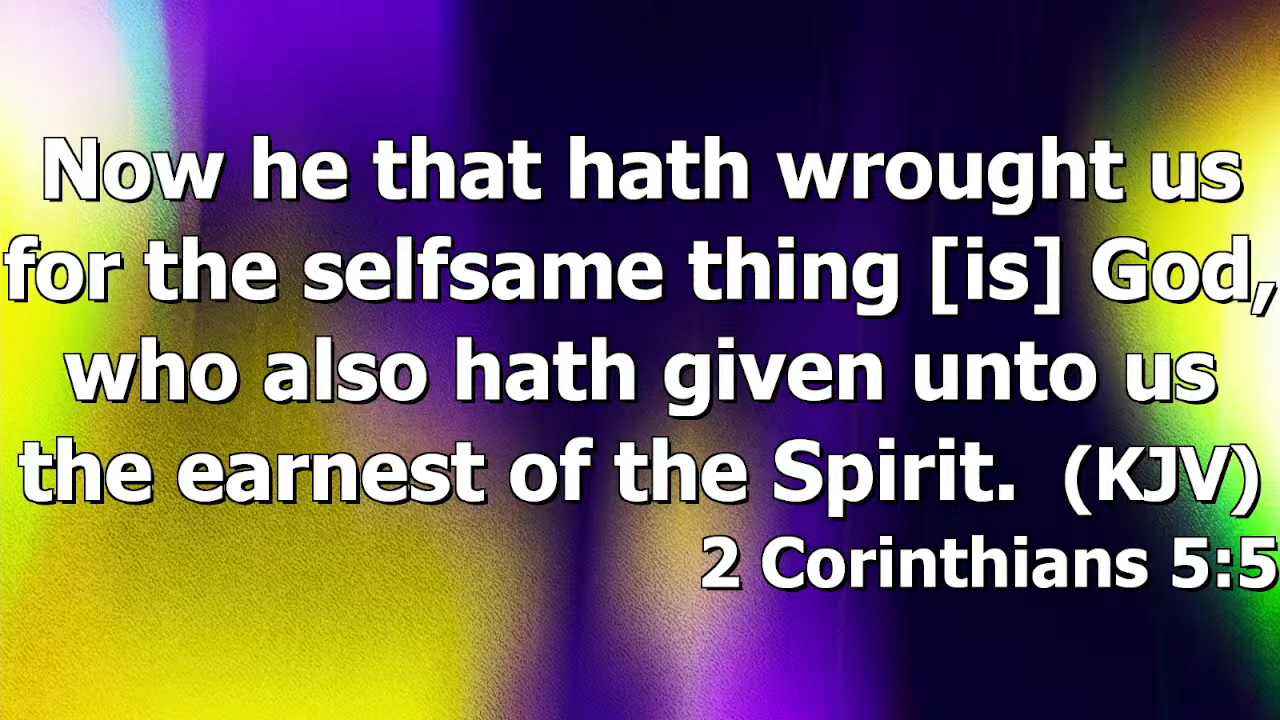 Now he that hath wrought us
for the selfsame thing [is] God,
who also hath given unto us
the earnest of the Spirit. (KJV)
2 Corinthians 5:5